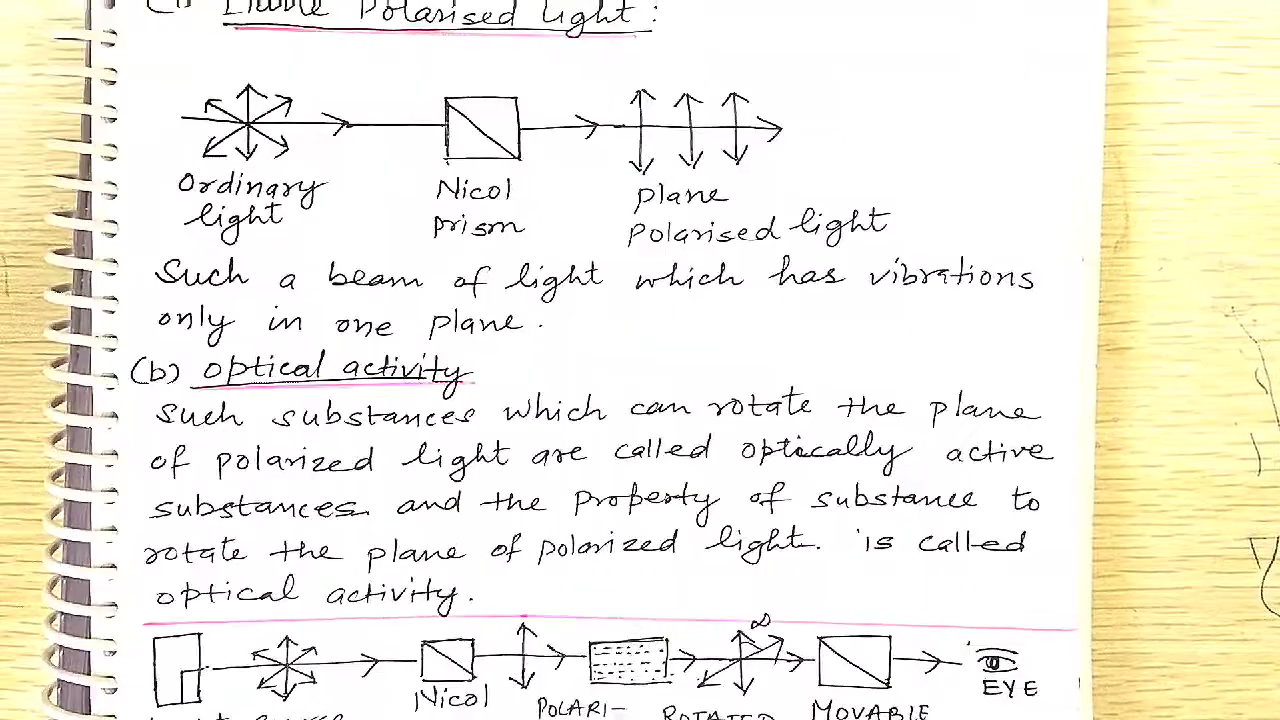 Polarised light:
Ordinary light
Nicol prism
Plane Polarised light
Such a beam of light which has vibrations
only in one plane.
(b) optical activity
Such substances which can rotate the plane
of polarized light are called optically active
substances and the property of substance to
rotate the plane of polarized light. is called
optical activity.
∞
EYE
Nicol
POLARI-
ROTATED
MOVABLE